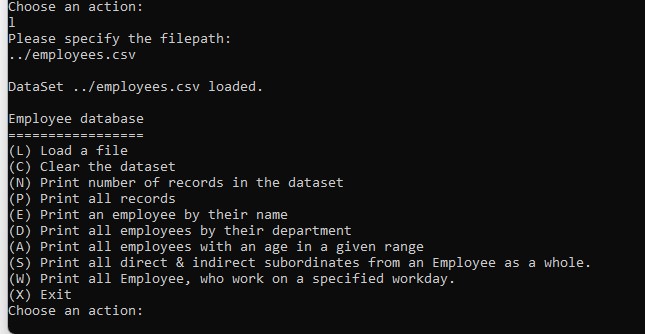 Choose an action:
l
Please specify the filepath:
../employees.csv
DataSet ../employees.csv loaded.
Employee database
=================
(L) Load a file
(C) Clear the dataset
(N) Print number of records in the dataset
(P) Print all records
(E) Print an employee by their name
(D) Print all employees by their department
(A) Print all employees with an age in a given range
(S) Print all direct & indirect subordinates from an Employee as a whole.
(W) Print all Employee, who work on a specified workday.
(X) Exit
Choose an action: